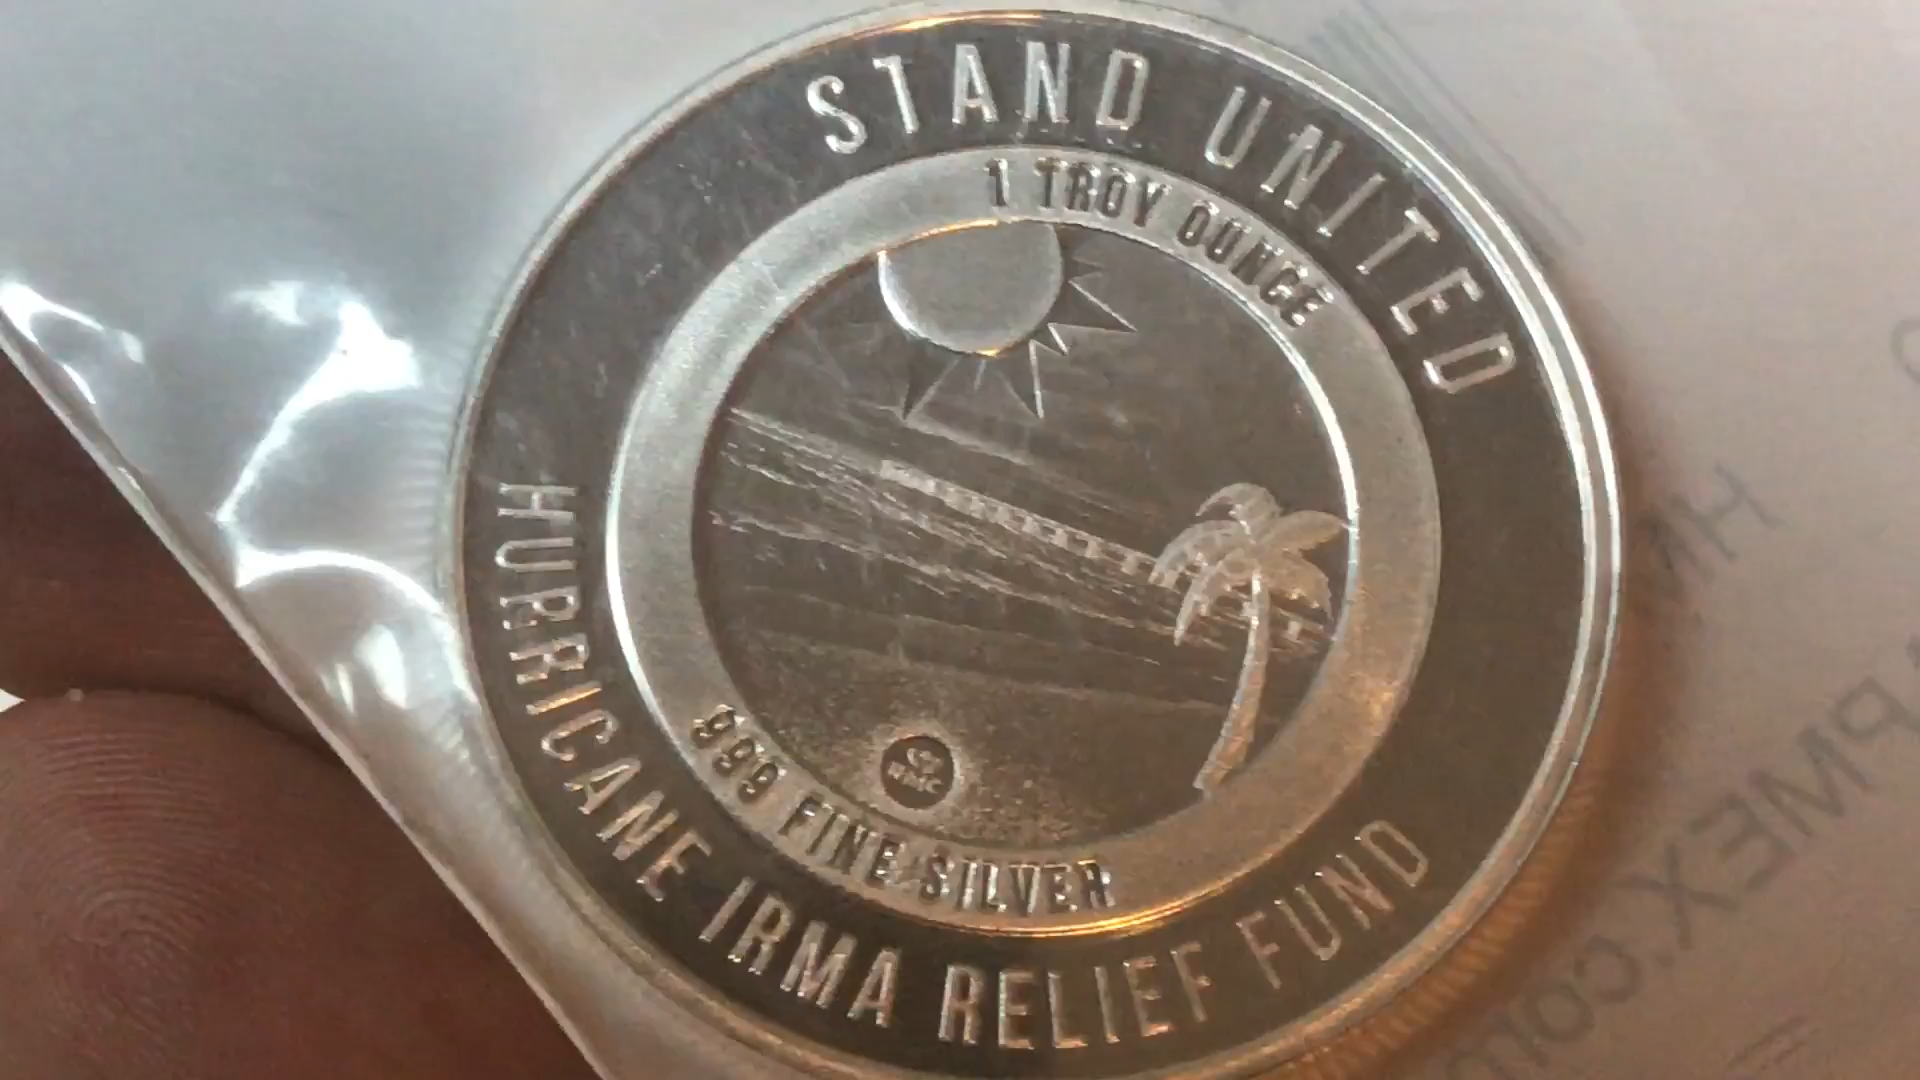 STAND UNITED
1 TROY OUNCE
999 FINE SILVER
HURRICANE IRMA RELIEF FUND
APMEX.com